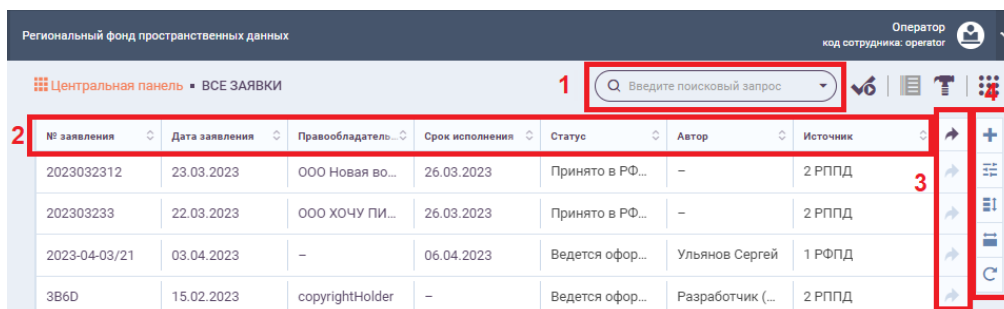 Оператор
Региональный фонд пространственных данных
код сотрудника: operator
Центральная панель ▪ ВСЕ ЗАЯВКИ
1
Введите поисковый запрос
4
2
№ заявления Дата заявления Правообладатель... Срок исполнения Статус Автор Источник
2023032312 23.03.2023 ООО Новая во... 26.03.2023 Принято в РФ... – 2 РППД
3
202303233 22.03.2023 ООО ХОЧУ ПИ... 26.03.2023 Принято в РФ... – 2 РППД
2023-04-03/21 03.04.2023 – 06.04.2023 Ведется офор... Ульянов Сергей 1 РФПД
3B6D 15.02.2023 copyrightHolder – Ведется офор... Разработчик (... 2 РППД